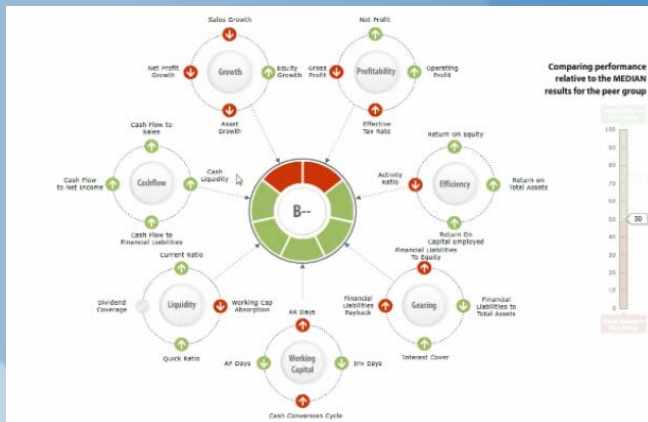 Sales Growth
Net Profit
Growth
Growth
Equity
Growth
Asset
Growth
Net Profit
Gross
Profit
Profitability
Operating
Profit
Effective
Tax Rate
Comparing performance
relative to the MEDIAN
results for the peer group
100
90
80
70
60
50
40
30
20
10
0
50
Cash Flow to
Sales
Cash Flow
to Net Income
Cashflow
Cash
Liquidity
Cash Flow to
Financial Liabilities
B--
Return On Equity
Activity
Ratio
Efficiency
Return on
Total Assets
Return On
Capital Employed
Current Ratio
Dividend
Coverage
Liquidity
Working Cap
Absorption
Quick Ratio
AR Days
AP Days
Working
Capital
Inv Days
Cash Conversion Cycle
Financial Liabilities
To Equity
Financial
Liabilities
Payback
Gearing
Financial
Liabilities to
Total Assets
Interest Cover